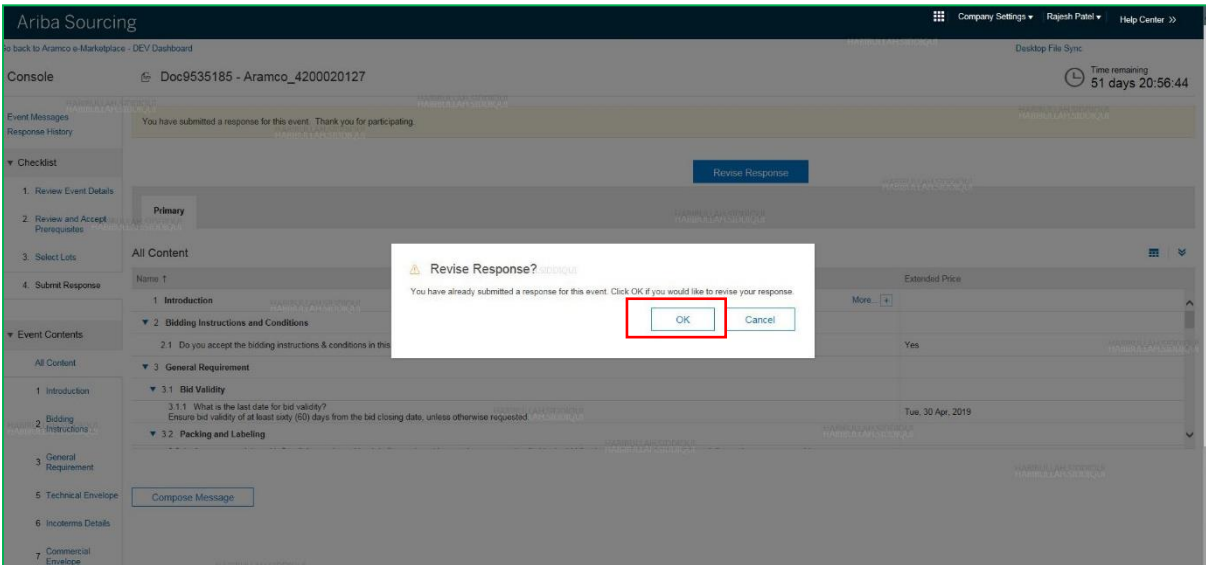 Ariba Sourcing
Company Settings ▾
Rajesh Patel ▾
Help Center >>
Go back to Aramco e-Marketplace - DEV Dashboard
Desktop File Sync
Console
Doc9535185 - Aramco_4200020127
Time remaining
51 days 20:56:44
Event Messages
Response History
You have submitted a response for this event. Thank you for participating.
▼ Checklist
1. Review Event Details
2. Review and Accept
Prerequisites
3. Select Lots
4. Submit Response
Revise Response
Primary
All Content
Name ↑
Extended Price
1 Introduction
More... +
▼ 2 Bidding Instructions and Conditions
2.1 Do you accept the bidding instructions & conditions in this
Yes
▼ 3 General Requirement
▼ 3.1 Bid Validity
3.1.1 What is the last date for bid validity?
Ensure bid validity of at least sixty (60) days from the bid closing date, unless otherwise requested.
Tue, 30 Apr, 2019
▼ 3.2 Packing and Labeling
Revise Response?
You have already submitted a response for this event. Click OK if you would like to revise your response.
OK
Cancel
▼ Event Contents
All Content
1 Introduction
2 Bidding
Instructions
3 General
Requirement
5 Technical Envelope
6 Incoterms Details
7 Commercial
Envelope
Compose Message